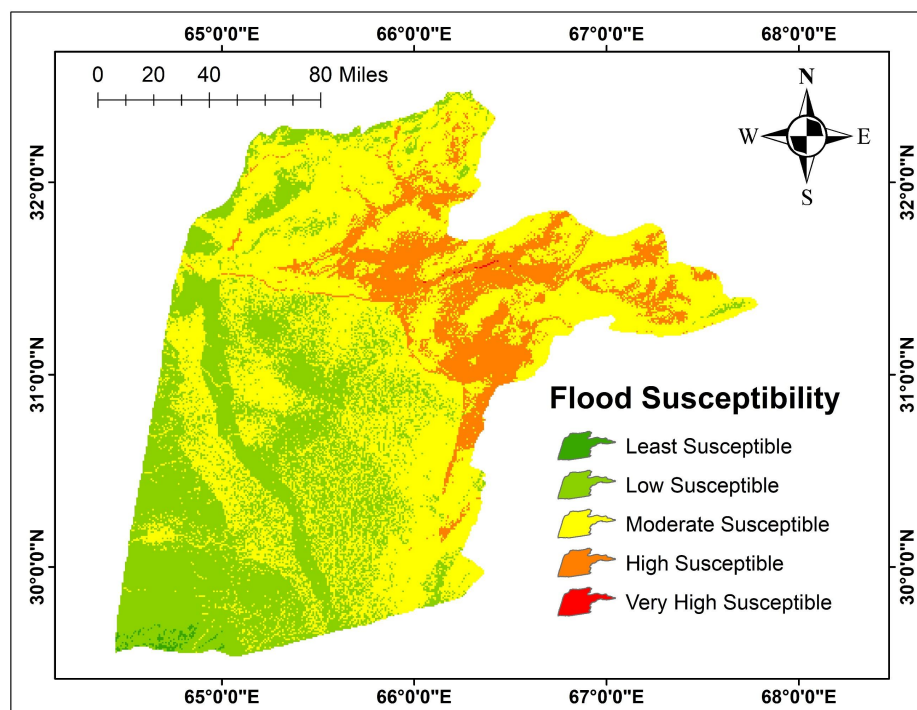 65°0'0"E 66°0'0"E 67°0'0"E 68°0'0"E
0 20 40 80 Miles
N
W E
S
32°0'0"N 32°0'0"N
31°0'0"N 31°0'0"N
30°0'0"N 30°0'0"N
Flood Susceptibility
Least Susceptible
Low Susceptible
Moderate Susceptible
High Susceptible
Very High Susceptible
65°0'0"E 66°0'0"E 67°0'0"E 68°0'0"E